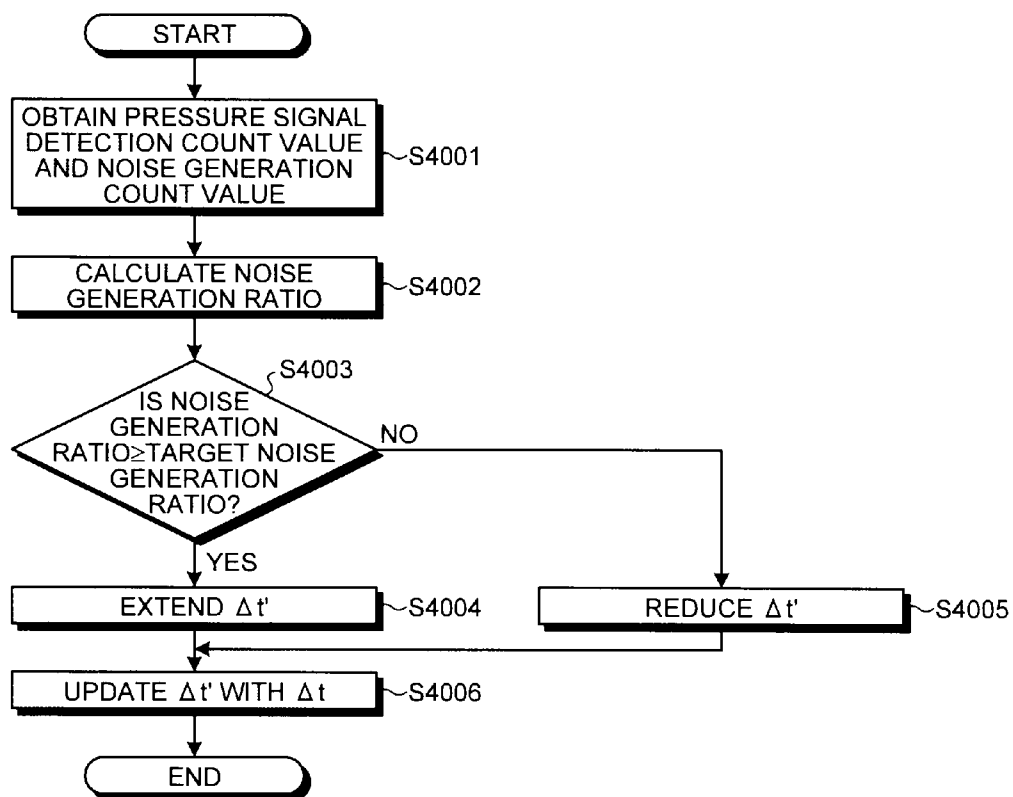 START
OBTAIN PRESSURE SIGNAL
DETECTION COUNT VALUE
AND NOISE GENERATION
COUNT VALUE
S4001
CALCULATE NOISE
GENERATION RATIO
S4002
S4003
IS NOISE
GENERATION
RATIO≥TARGET NOISE
GENERATION
RATIO?
NO
YES
EXTEND Δt'
S4004
REDUCE Δt'
S4005
UPDATE Δt' WITH Δt
S4006
END